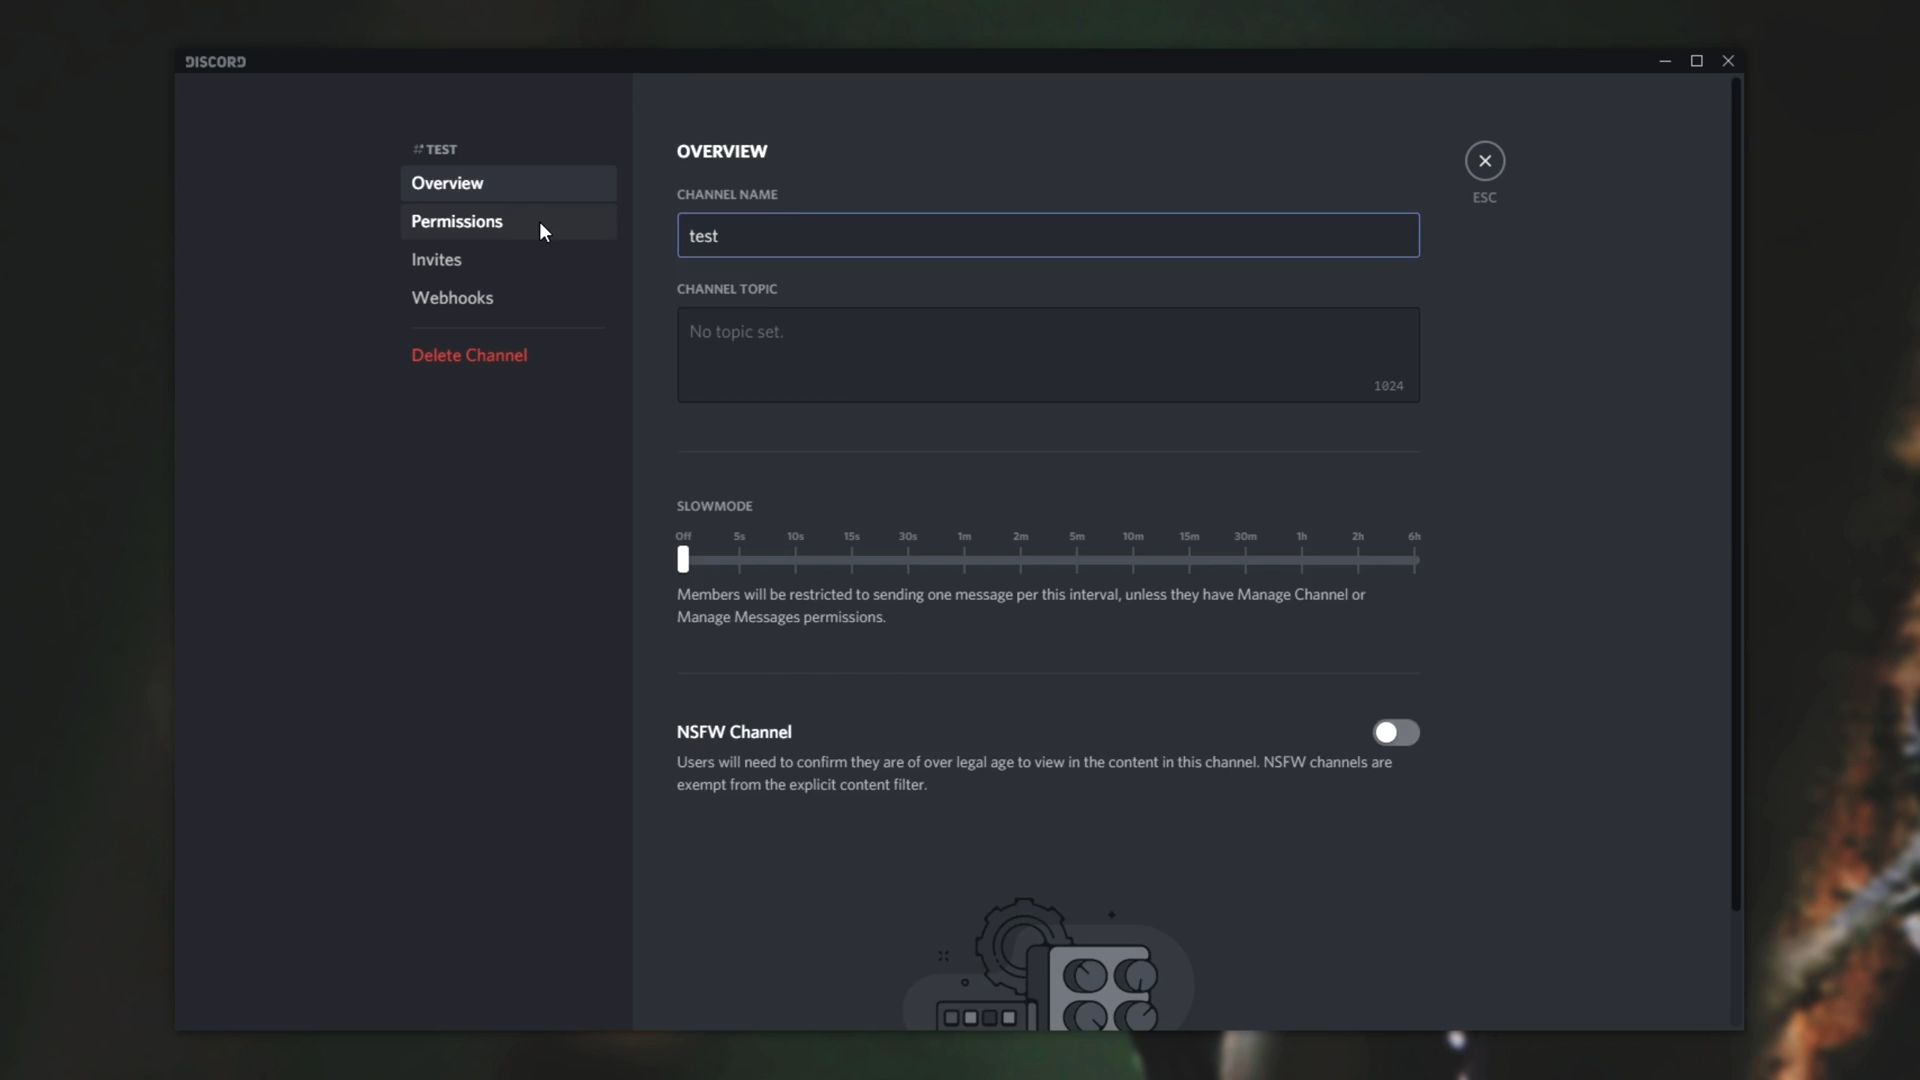 DISCORD
# TEST
Overview
Permissions
Invites
Webhooks
Delete Channel
OVERVIEW
CHANNEL NAME
test
CHANNEL TOPIC
No topic set.
1024
SLOWMODE
Off 5s 10s 15s 30s 1m 2m 5m 10m 15m 30m 1h 2h 6h
Members will be restricted to sending one message per this interval, unless they have Manage Channel or
Manage Messages permissions.
NSFW Channel
Users will need to confirm they are of over legal age to view in the content in this channel. NSFW channels are
exempt from the explicit content filter.
ESC